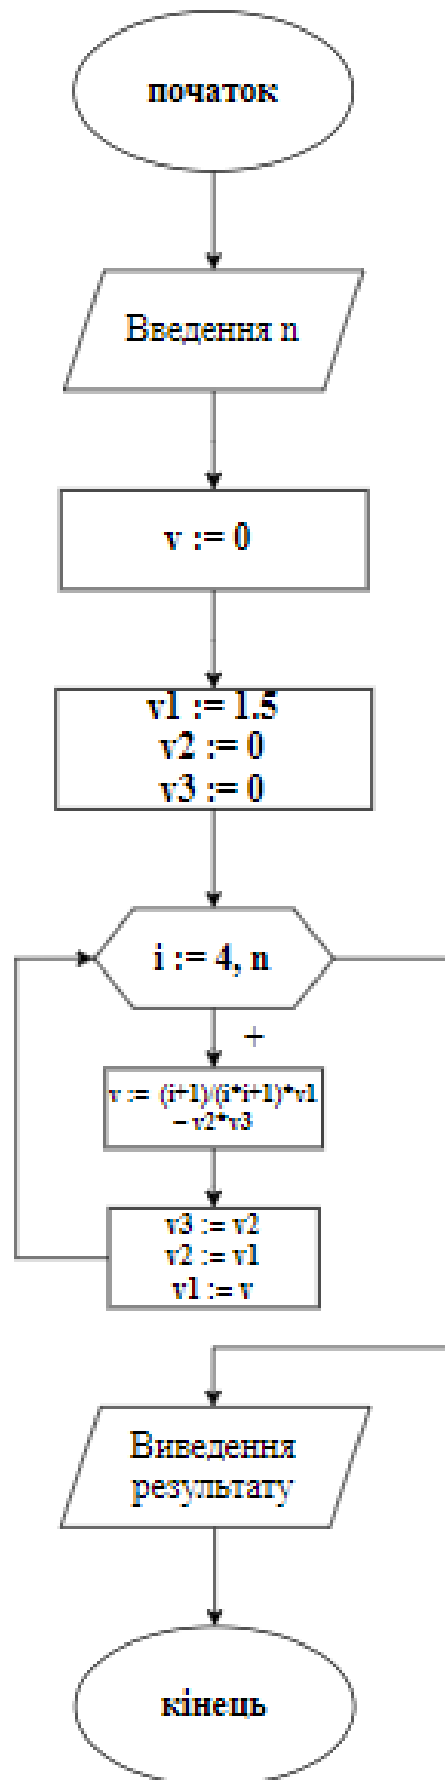 початок
Введення n
v := 0
v1 := 1.5
v2 := 0
v3 := 0
i := 4, n
+
v := (i+1)/(i*i+1)*v1
– v2*v3
v3 := v2
v2 := v1
v1 := v
Виведення
результату
кінець